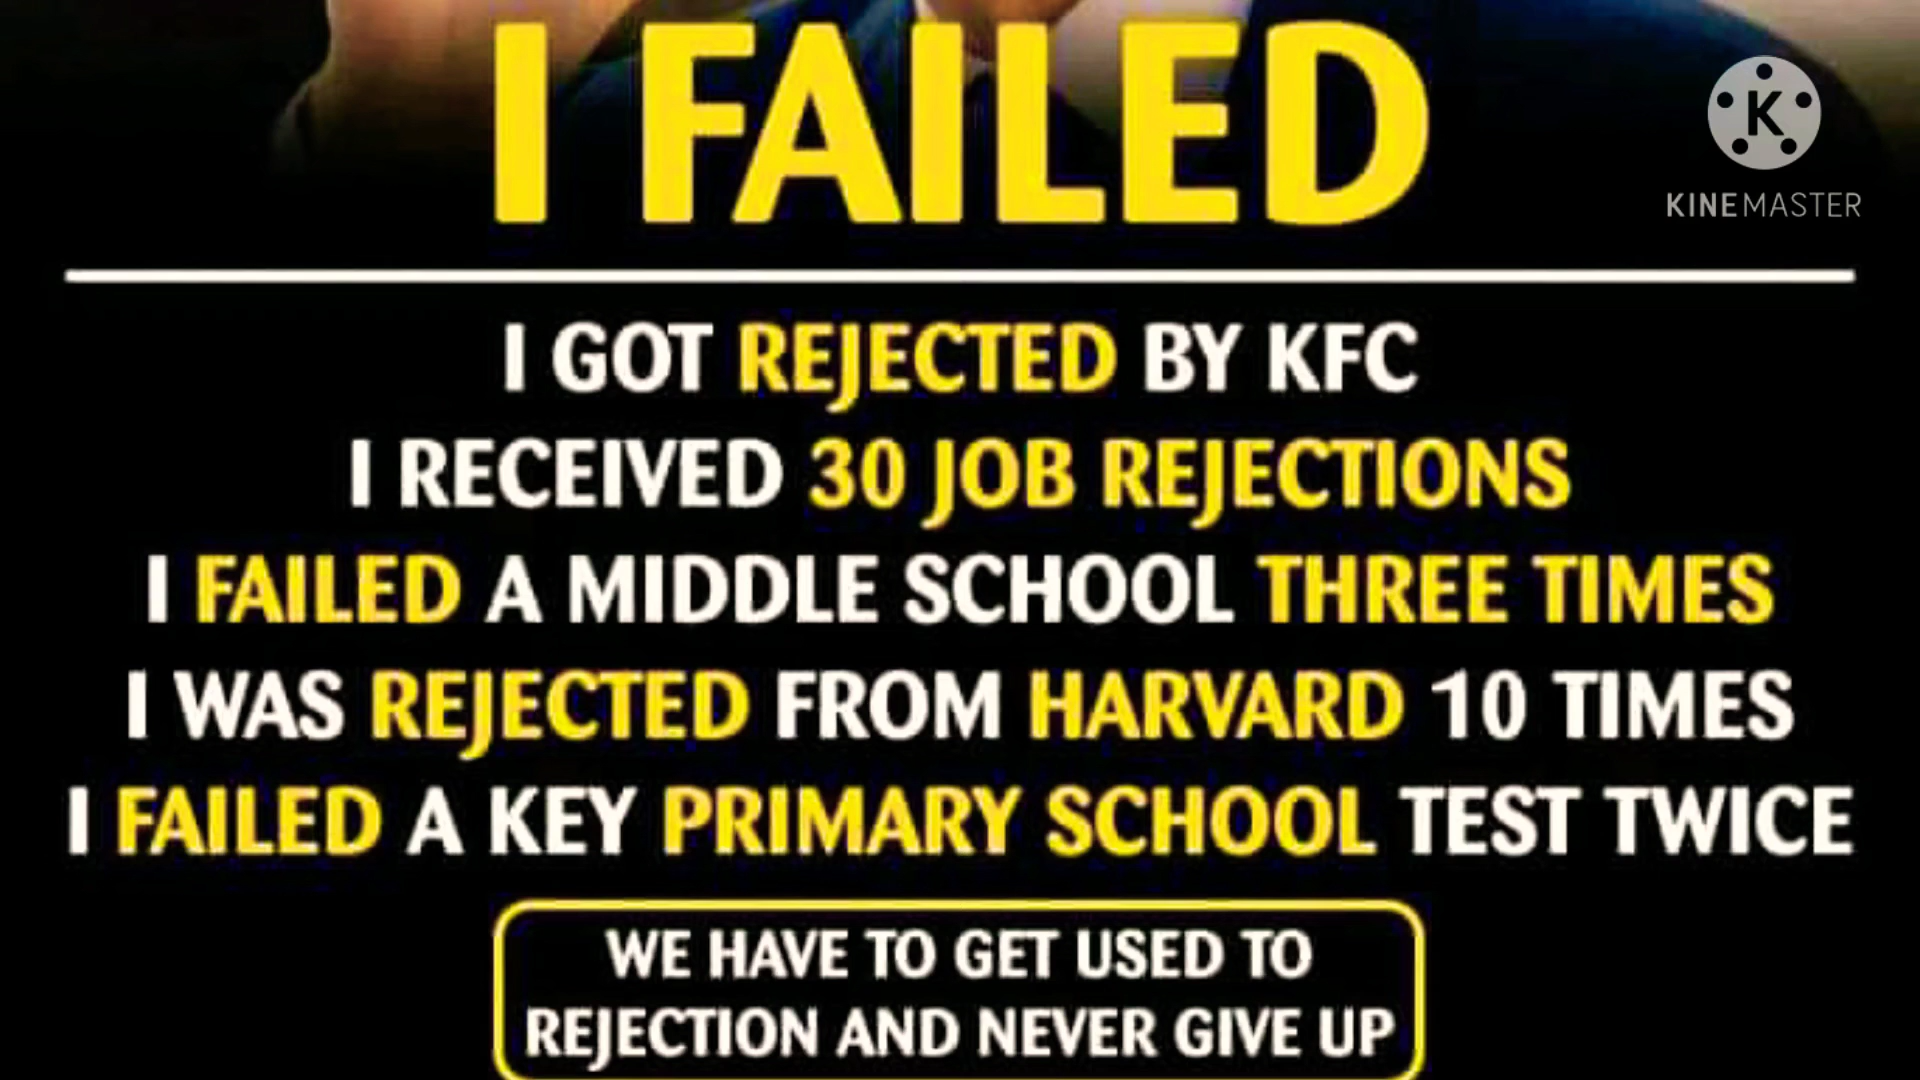 I FAILED
KINEMASTER
I GOT REJECTED BY KFC
I RECEIVED 30 JOB REJECTIONS
I FAILED A MIDDLE SCHOOL THREE TIMES
I WAS REJECTED FROM HARVARD 10 TIMES
I FAILED A KEY PRIMARY SCHOOL TEST TWICE
WE HAVE TO GET USED TO
REJECTION AND NEVER GIVE UP